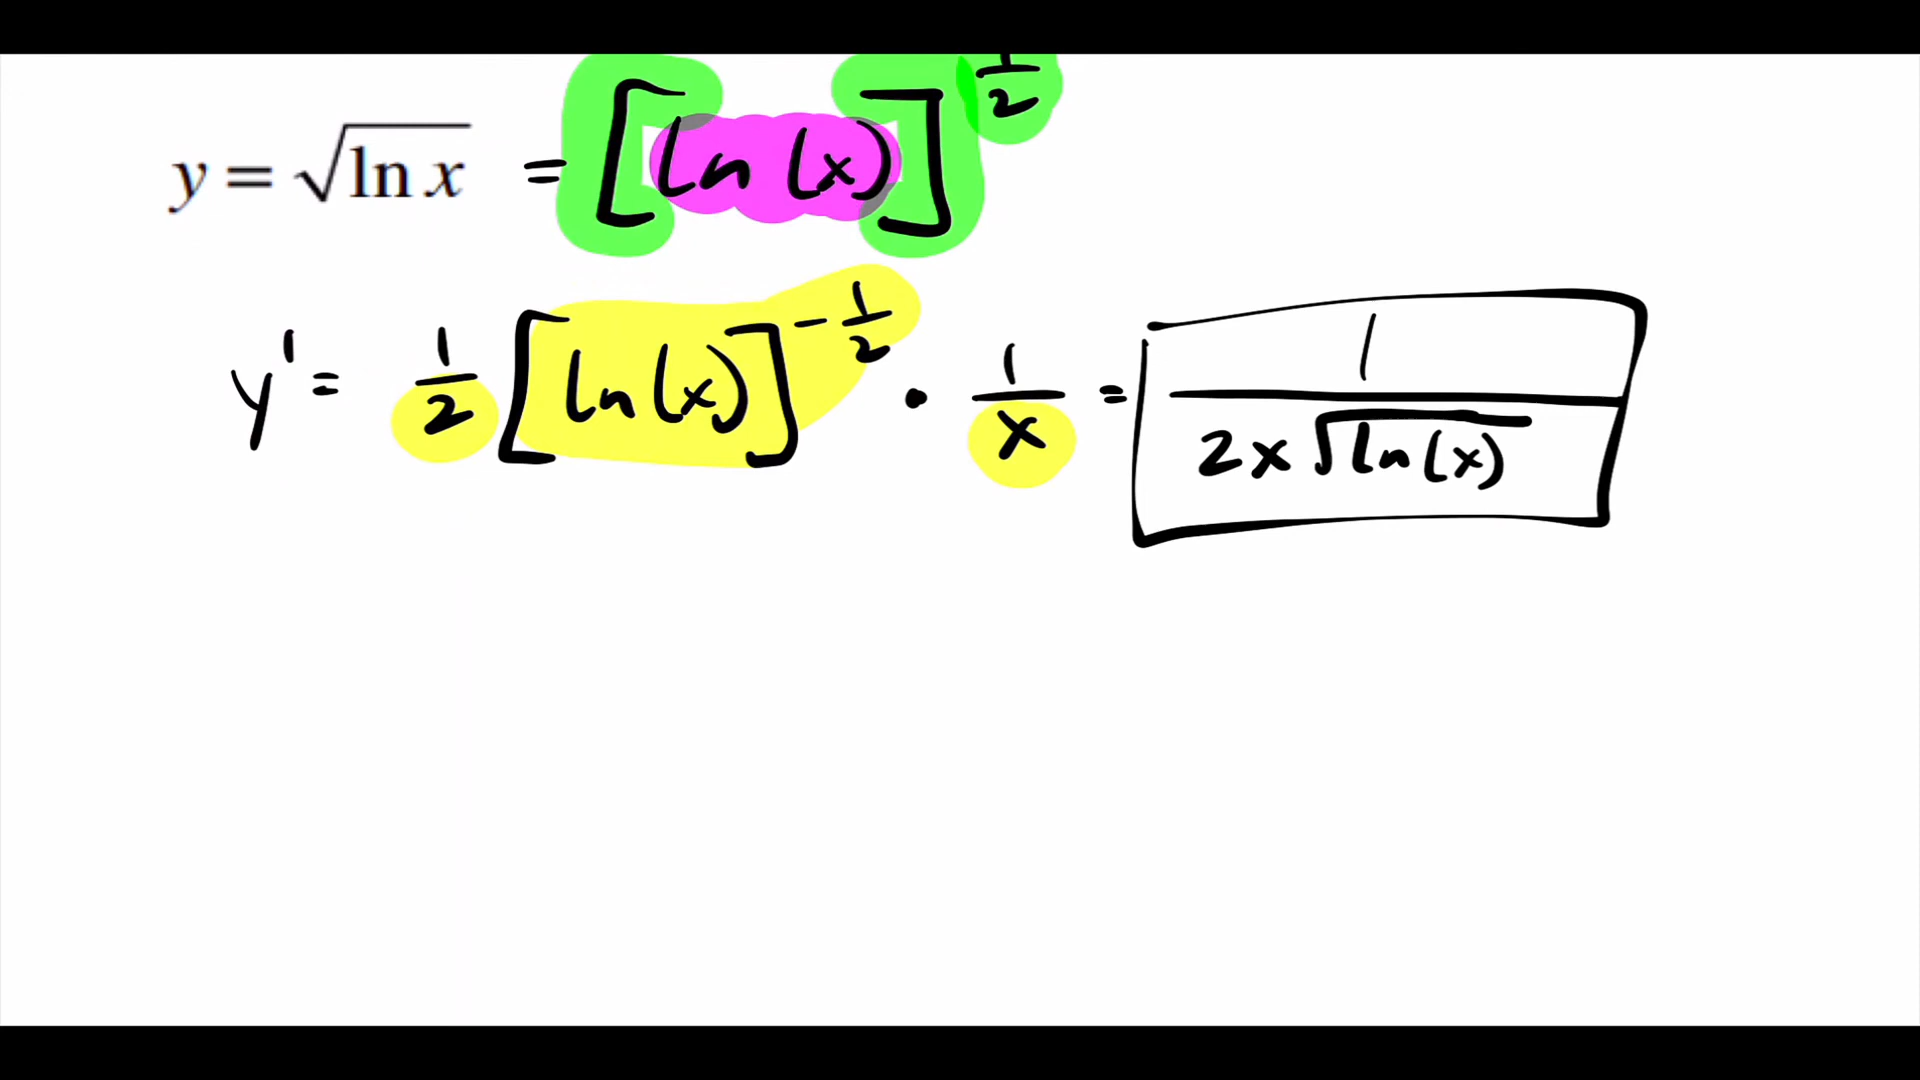 y = √ln x = [ln(x)]^(1/2)
y' = 1/2 [ln(x)]^(-1/2) • 1/x = 1/(2x√ln(x))